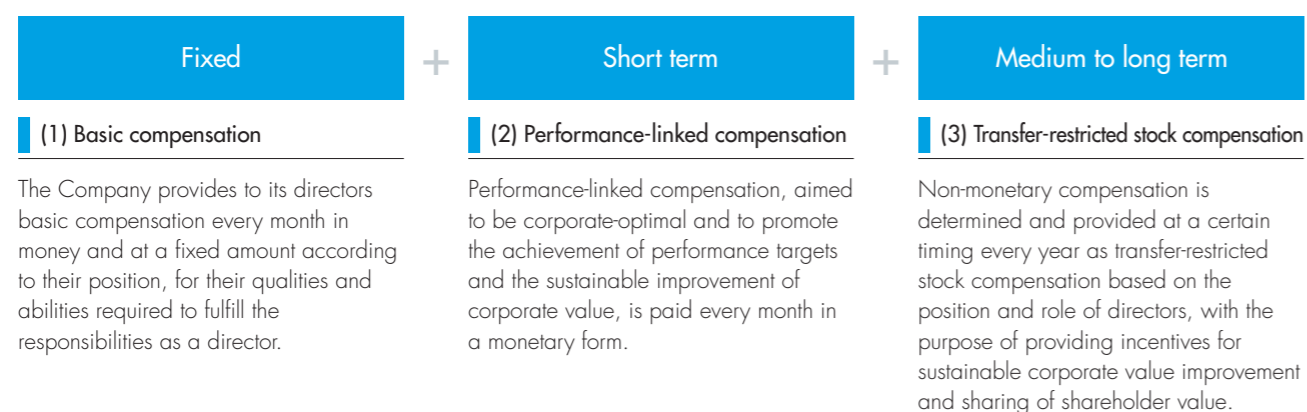 Fixed
+
Short term
+
Medium to long term
(1) Basic compensation
The Company provides to its directors
basic compensation every month in
money and at a fixed amount according
to their position, for their qualities and
abilities required to fulfill the
responsibilities as a director.
(2) Performance-linked compensation
Performance-linked compensation, aimed
to be corporate-optimal and to promote
the achievement of performance targets
and the sustainable improvement of
corporate value, is paid every month in
a monetary form.
(3) Transfer-restricted stock compensation
Non-monetary compensation is
determined and provided at a certain
timing every year as transfer-restricted
stock compensation based on the
position and role of directors, with the
purpose of providing incentives for
sustainable corporate value improvement
and sharing of shareholder value.